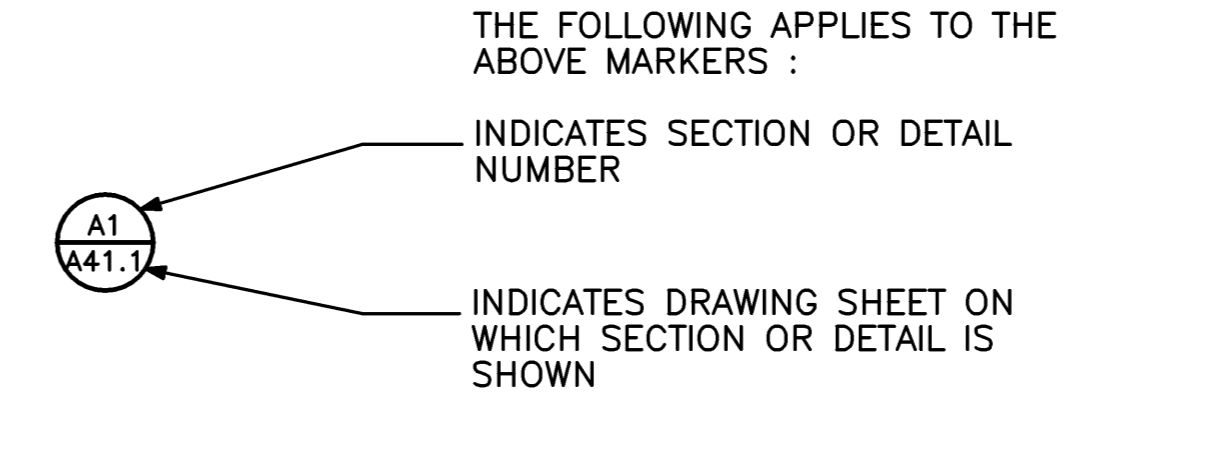 THE FOLLOWING APPLIES TO THE
ABOVE MARKERS :
INDICATES SECTION OR DETAIL
NUMBER
A1
A41.1
INDICATES DRAWING SHEET ON
WHICH SECTION OR DETAIL IS
SHOWN